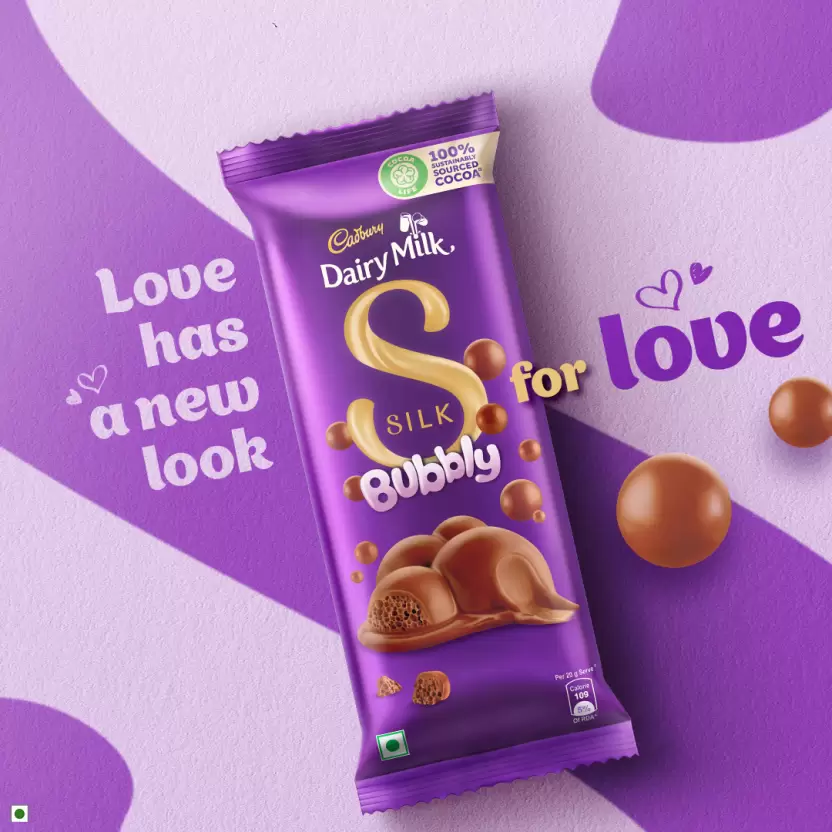 COCOA
LIFE
100%
SUSTAINABLY
SOURCED
COCOA
Cadbury
Dairy Milk
S
SILK
Bubbly
for love
Love
has
a new
look
Per 20 g Serve*
Calorie
109
5%
Of RDA**